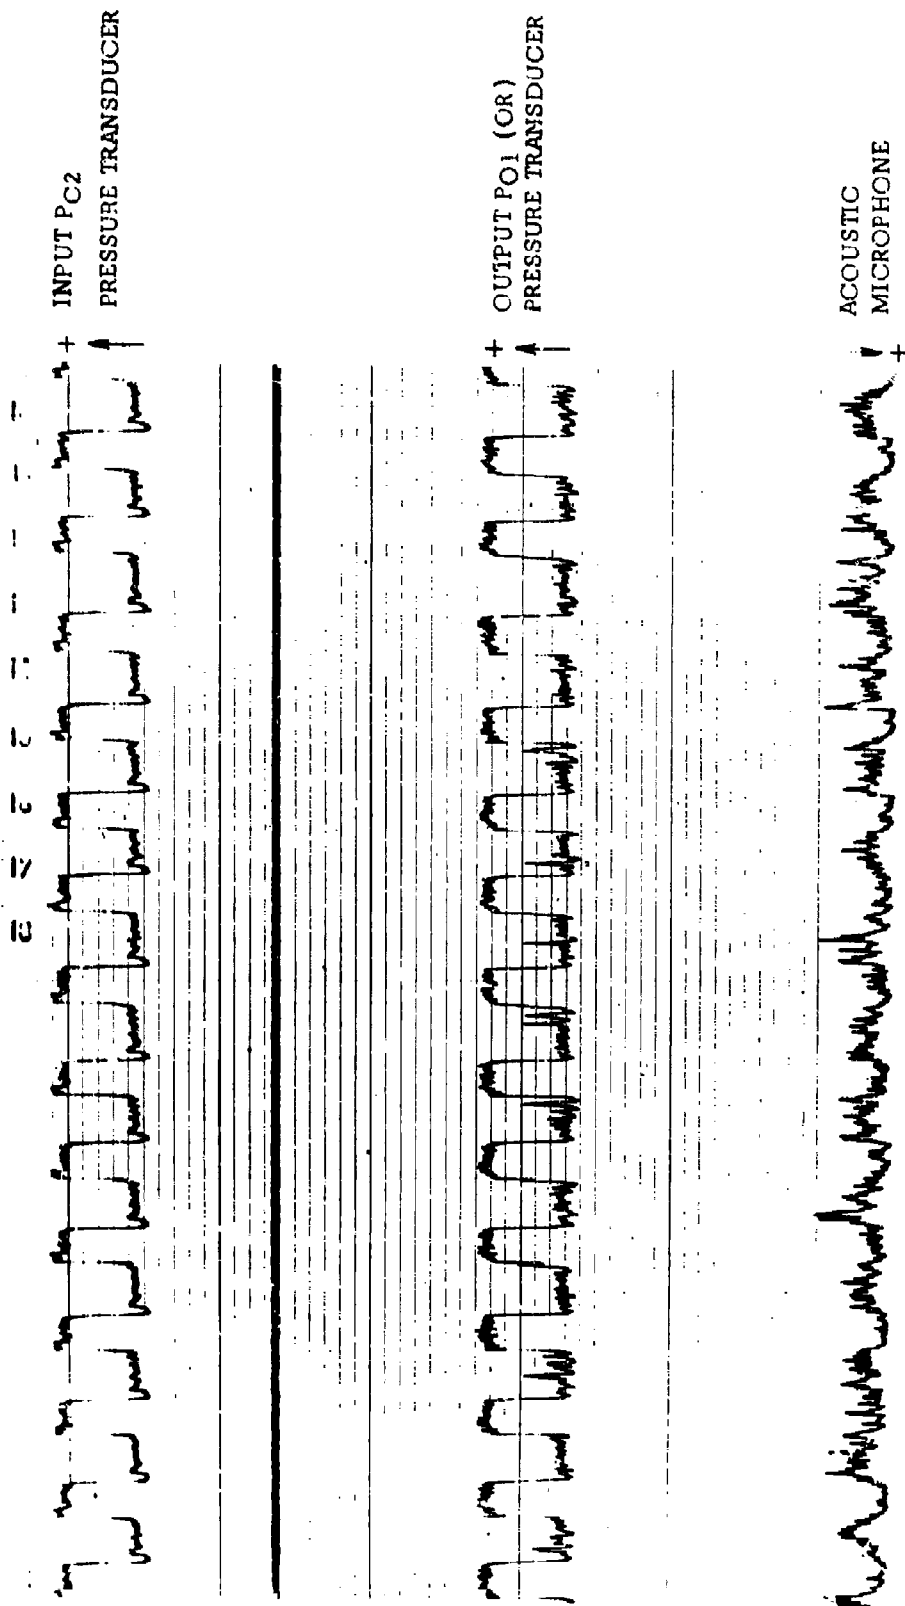 INPUT PC2
PRESSURE TRANSDUCER
+
OUTPUT PO1 (OR)
PRESSURE TRANSDUCER
+
ACOUSTIC
MICROPHONE
+